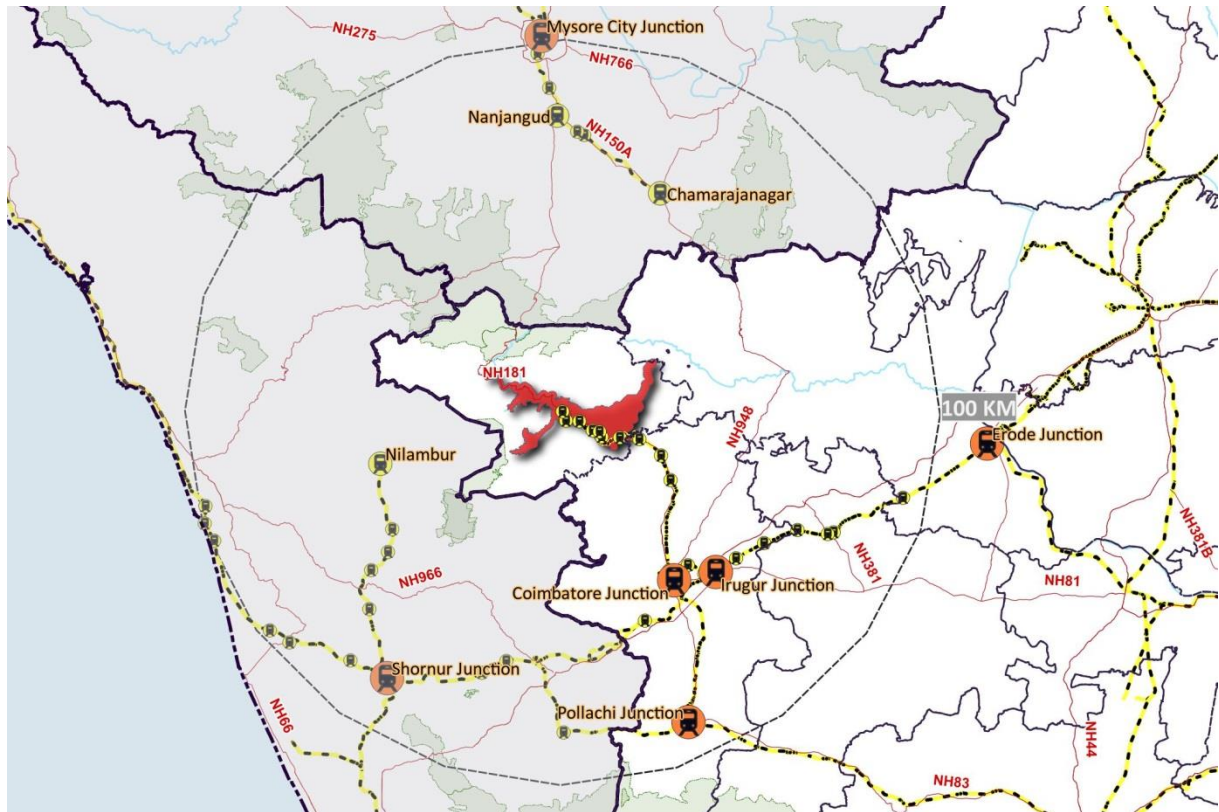 Mysore City Junction
NH275
NH766
Nanjangud
NH150A
Chamarajanagar
NH181
NH948
100 KM
Erode Junction
Nilambur
NH381B
NH966
NH381
NH81
Coimbatore Junction
Irugur Junction
Shornur Junction
Pollachi Junction
NH66
NH44
NH83